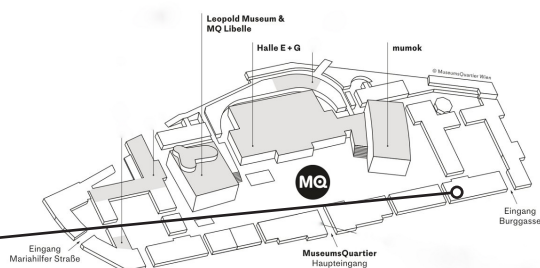 Leopold Museum &
MQ Libelle
Halle E + G
mumok
© MuseumsQuartier Wien
MQ
Eingang
Burggasse
Eingang
Mariahilfer Straße
MuseumsQuartier
Haupteingang